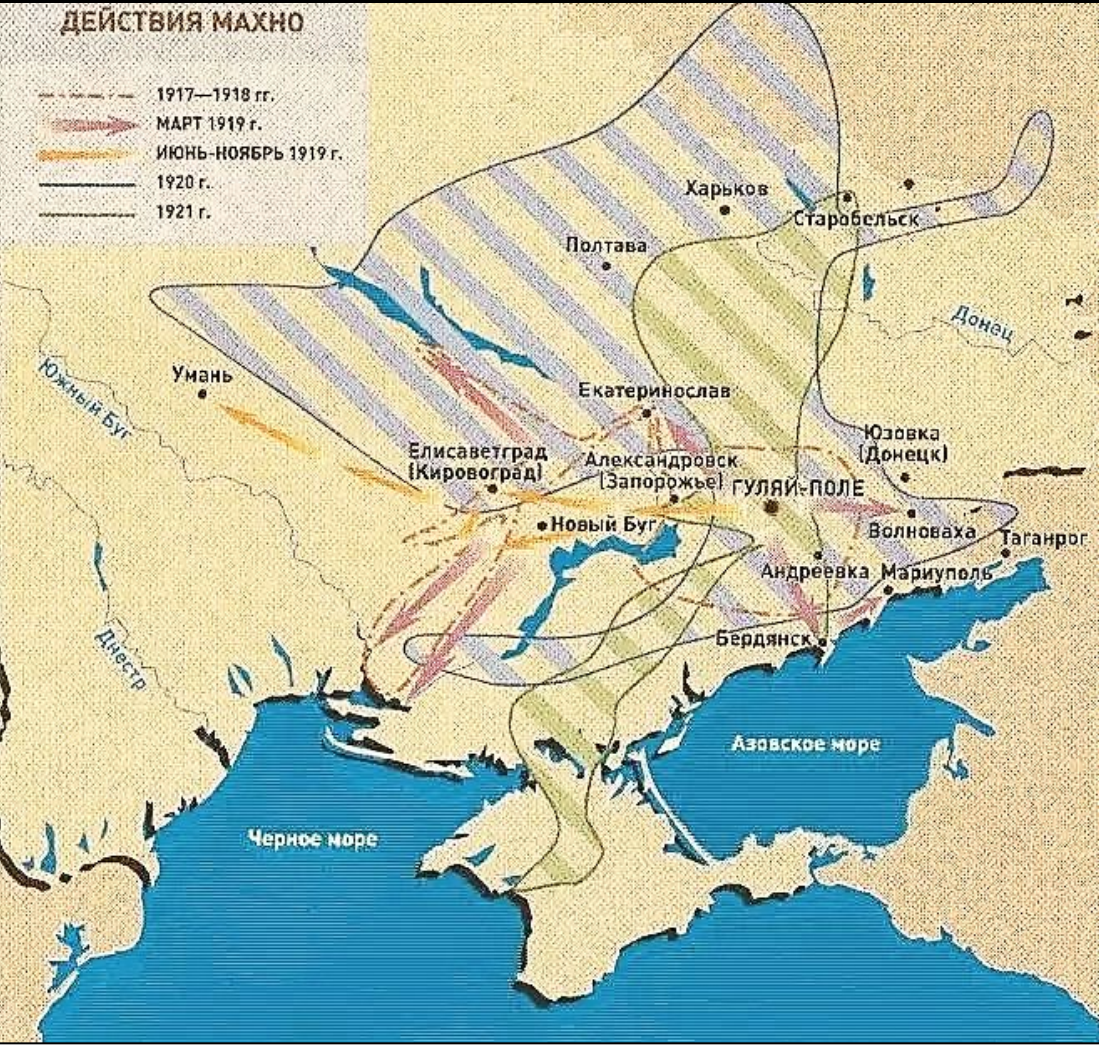 ДЕЙСТВИЯ МАХНО
1917—1918 гг.
МАРТ 1919 г.
ИЮНЬ-НОЯБРЬ 1919 г.
1920 г.
1921 г.
Харьков
Старобельск
Полтава
Донец
Умань
Южный Буг
Екатеринослав
Юзовка
(Донецк)
Елисаветград
(Кировоград)
Александровск
(Запорожье)
ГУЛЯЙ-ПОЛЕ
Новый Буг
Волноваха
Таганрог
Андреевка
Мариуполь
Бердянск
Днестр
Азовское море
Черное море